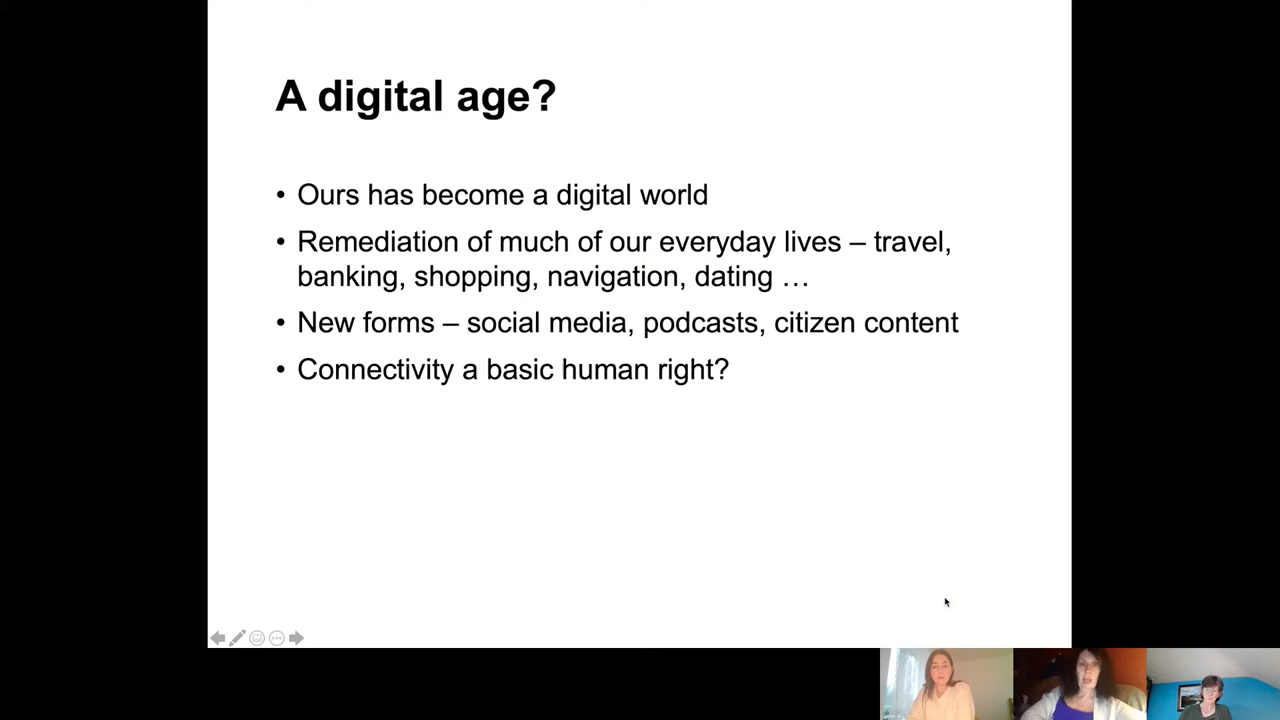 A digital age?
• Ours has become a digital world
• Remediation of much of our everyday lives – travel,
banking, shopping, navigation, dating …
• New forms – social media, podcasts, citizen content
• Connectivity a basic human right?